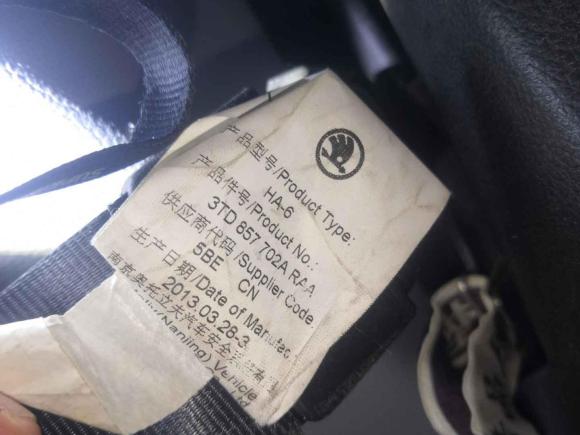 产品型号/Product Type:
HA-6
产品件号/Product No.:
3TD 857 702A RAA
供应商代码/Supplier Code
5BE CN
生产日期/Date of Manufac
2013.03.28-3
南京奥托立夫汽车安全
(Nanjing) Vehicle